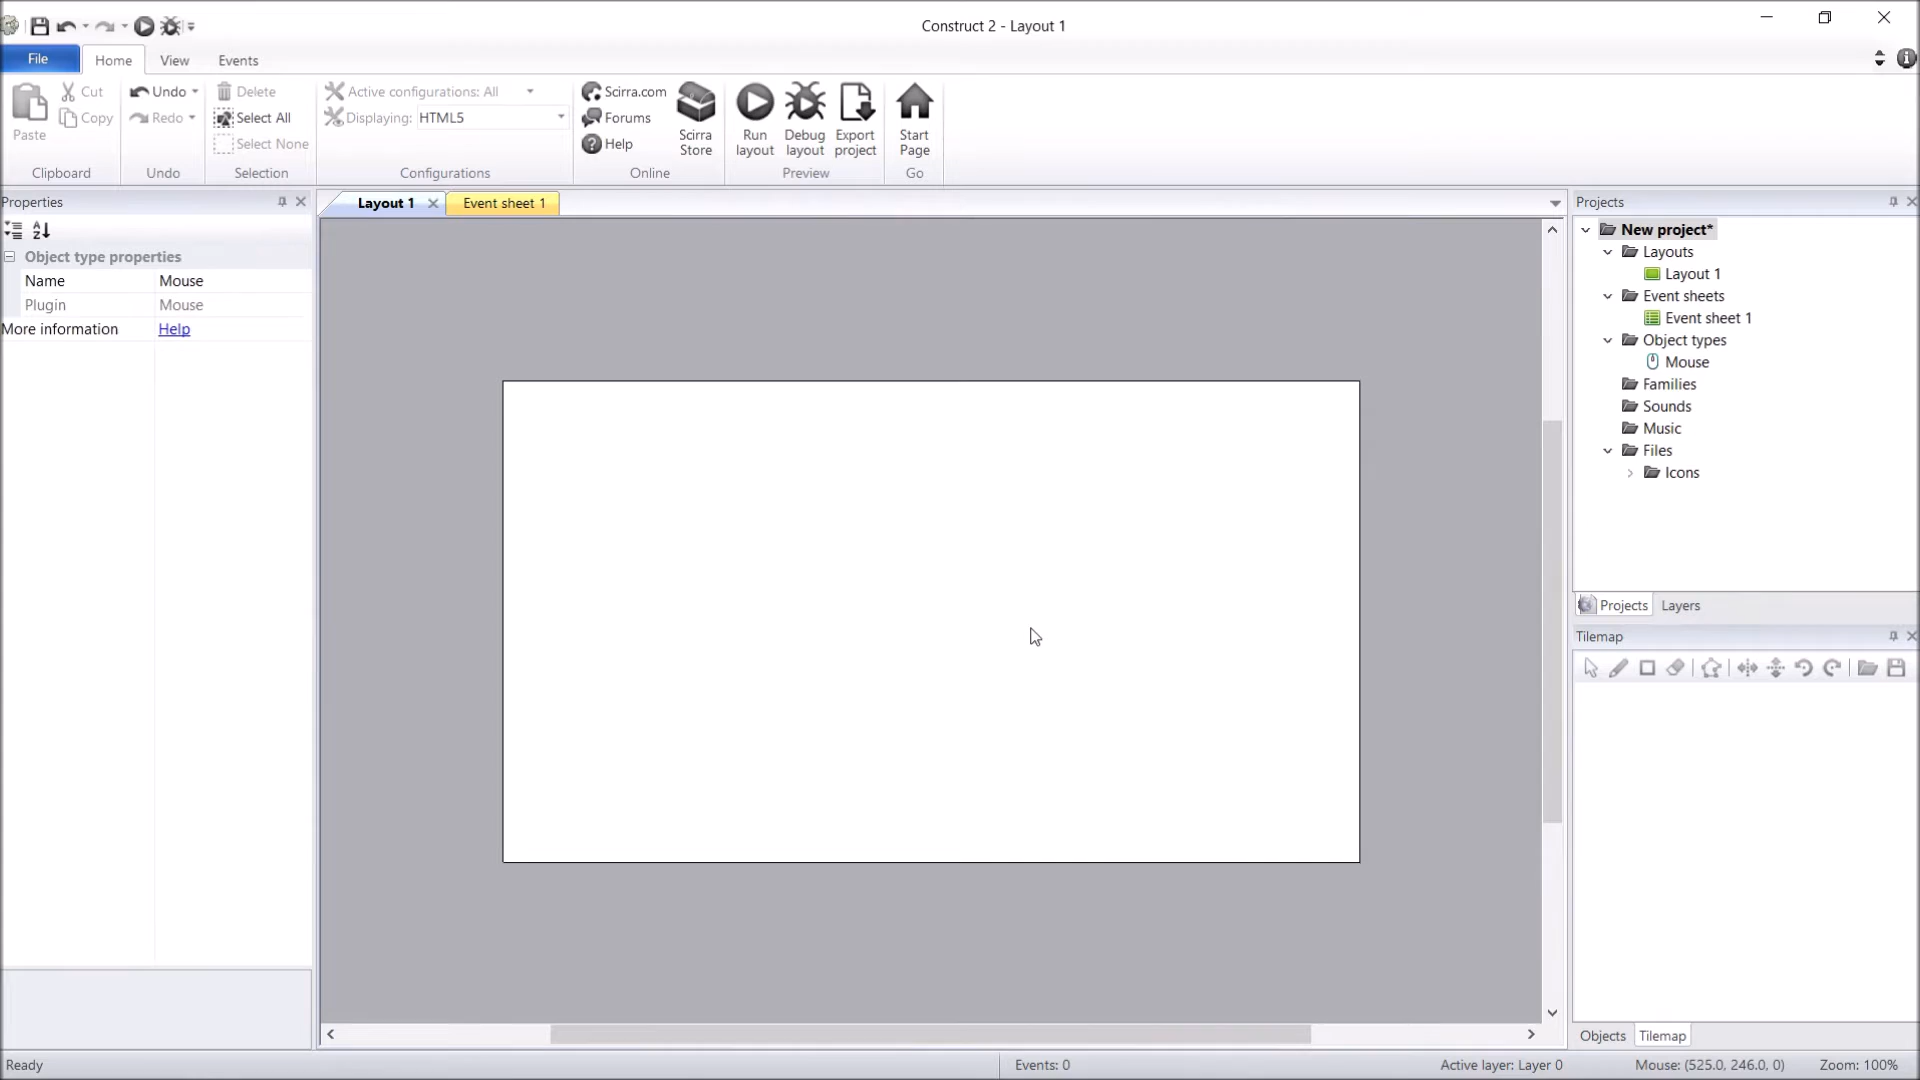 Construct 2 - Layout 1
File
Home
View
Events
Paste
Cut
Copy
Clipboard
Undo
Redo
Undo
Delete
Select All
Select None
Selection
Active configurations: All
Displaying: HTML5
Configurations
Scirra.com
Forums
Help
Scirra
Store
Online
Run
layout
Debug
layout
Export
project
Preview
Start
Page
Go
Properties
Object type properties
Name Mouse
Plugin Mouse
More information Help
Layout 1
Event sheet 1
Projects
New project*
Layouts
Layout 1
Event sheets
Event sheet 1
Object types
Mouse
Families
Sounds
Music
Files
Icons
Projects
Layers
Tilemap
Objects
Tilemap
Ready
Events: 0
Active layer: Layer 0
Mouse: (525.0, 246.0, 0)
Zoom: 100%